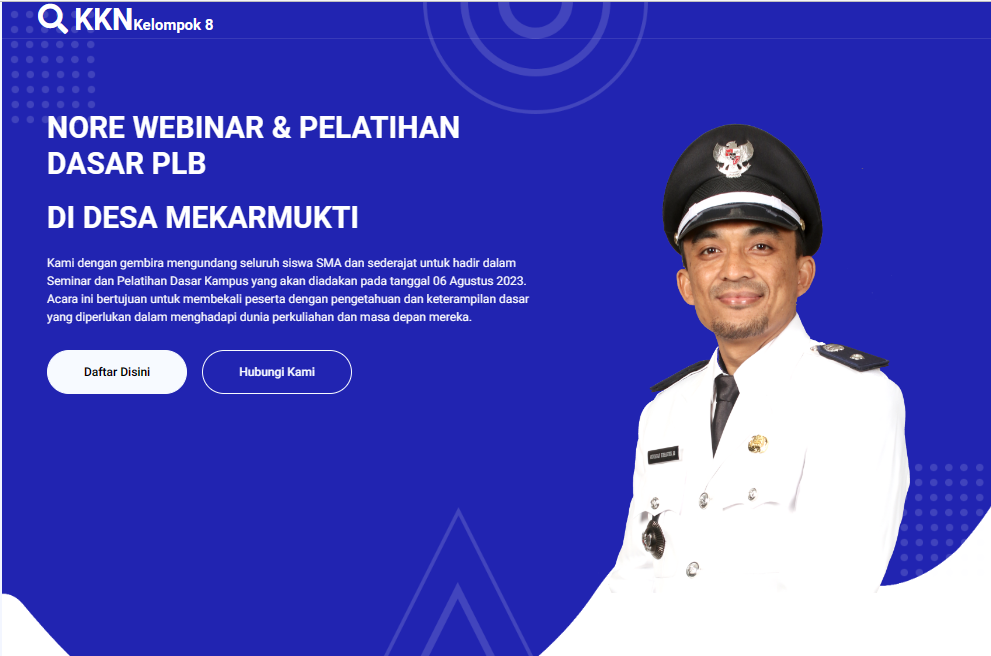 KKN Kelompok 8
NORE WEBINAR & PELATIHAN
DASAR PLB
DI DESA MEKARMUKTI
Kami dengan gembira mengundang seluruh siswa SMA dan sederajat untuk hadir dalam
Seminar dan Pelatihan Dasar Kampus yang akan diadakan pada tanggal 06 Agustus 2023.
Acara ini bertujuan untuk membekali peserta dengan pengetahuan dan keterampilan dasar
yang diperlukan dalam menghadapi dunia perkuliahan dan masa depan mereka.
Daftar Disini
Hubungi Kami